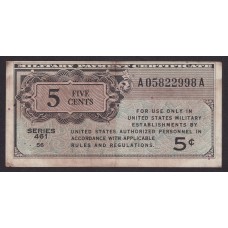 MILITARY PAYMENT CERTIFICATE
A05822998A
5 FIVE CENTS
FOR USE ONLY IN
UNITED STATES MILITARY
ESTABLISHMENTS BY
SERIES
461
UNITED STATES AUTHORIZED PERSONNEL IN
ACCORDANCE WITH APPLICABLE
RULES AND REGULATIONS.
5¢